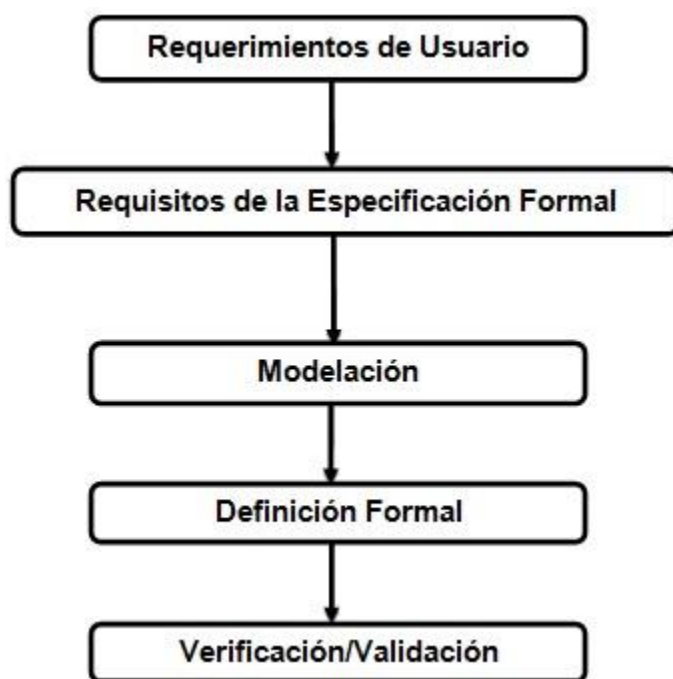 Requerimientos de Usuario
Requisitos de la Especificación Formal
Modelación
Definición Formal
Verificación/Validación